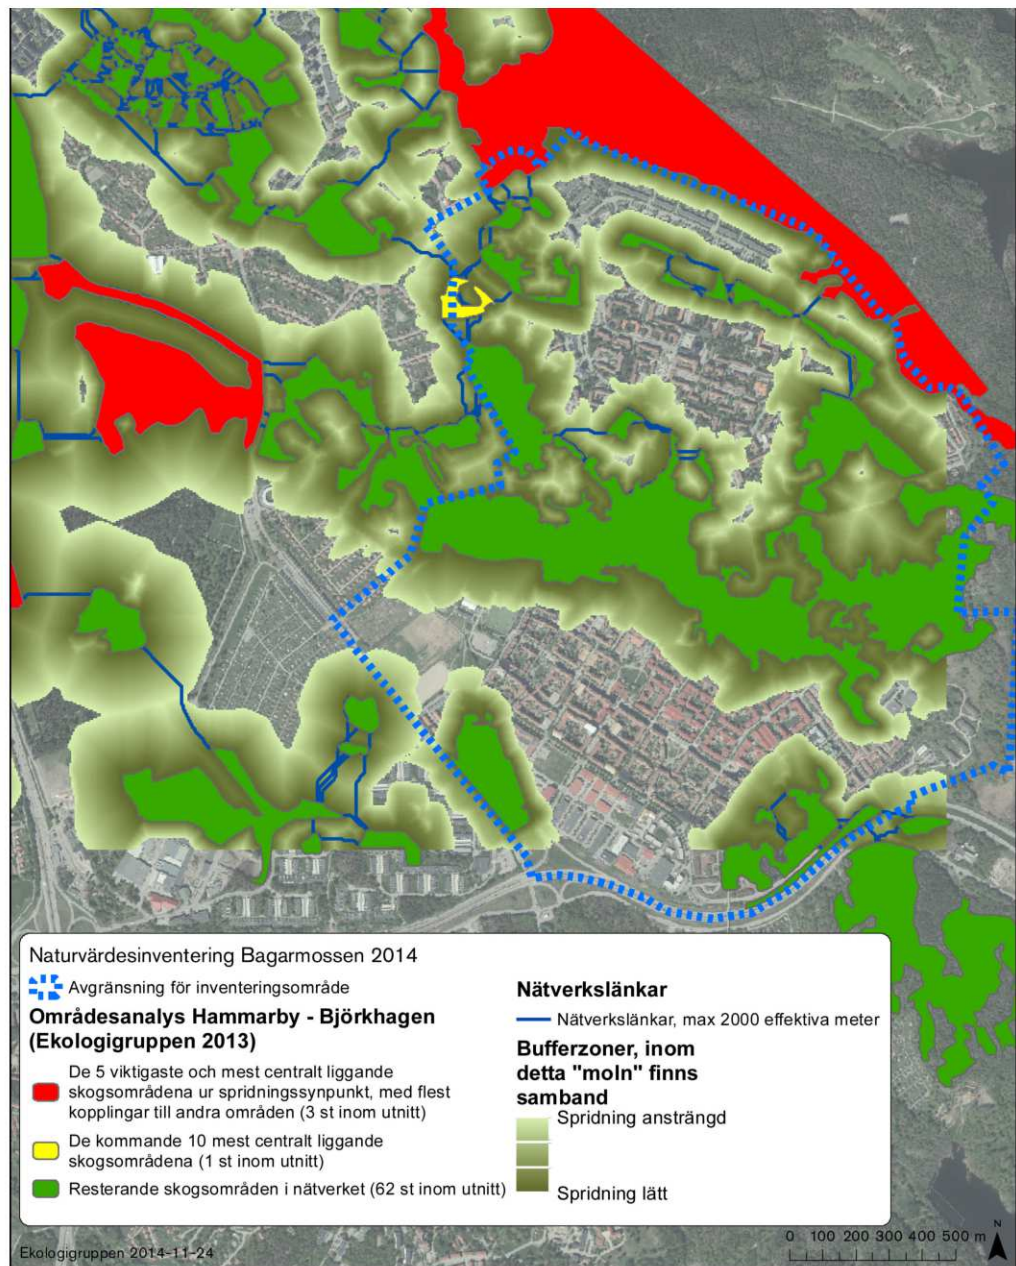 Naturvärdesinventering Bagarmossen 2014
Avgränsning för inventeringsområde
Områdesanalys Hammarby - Björkhagen
(Ekologigruppen 2013)
De 5 viktigaste och mest centralt liggande
skogsområdena ur spridningssynpunkt, med flest
kopplingar till andra områden (3 st inom utnitt)
De kommande 10 mest centralt liggande
skogsområdena (1 st inom utnitt)
Resterande skogsområden i nätverket (62 st inom utnitt)
Nätverkslänkar
Nätverkslänkar, max 2000 effektiva meter
Bufferzoner, inom
detta "moln" finns
samband
Spridning ansträngd
Spridning lätt
Ekologigruppen 2014-11-24
0 100 200 300 400 500 m
N